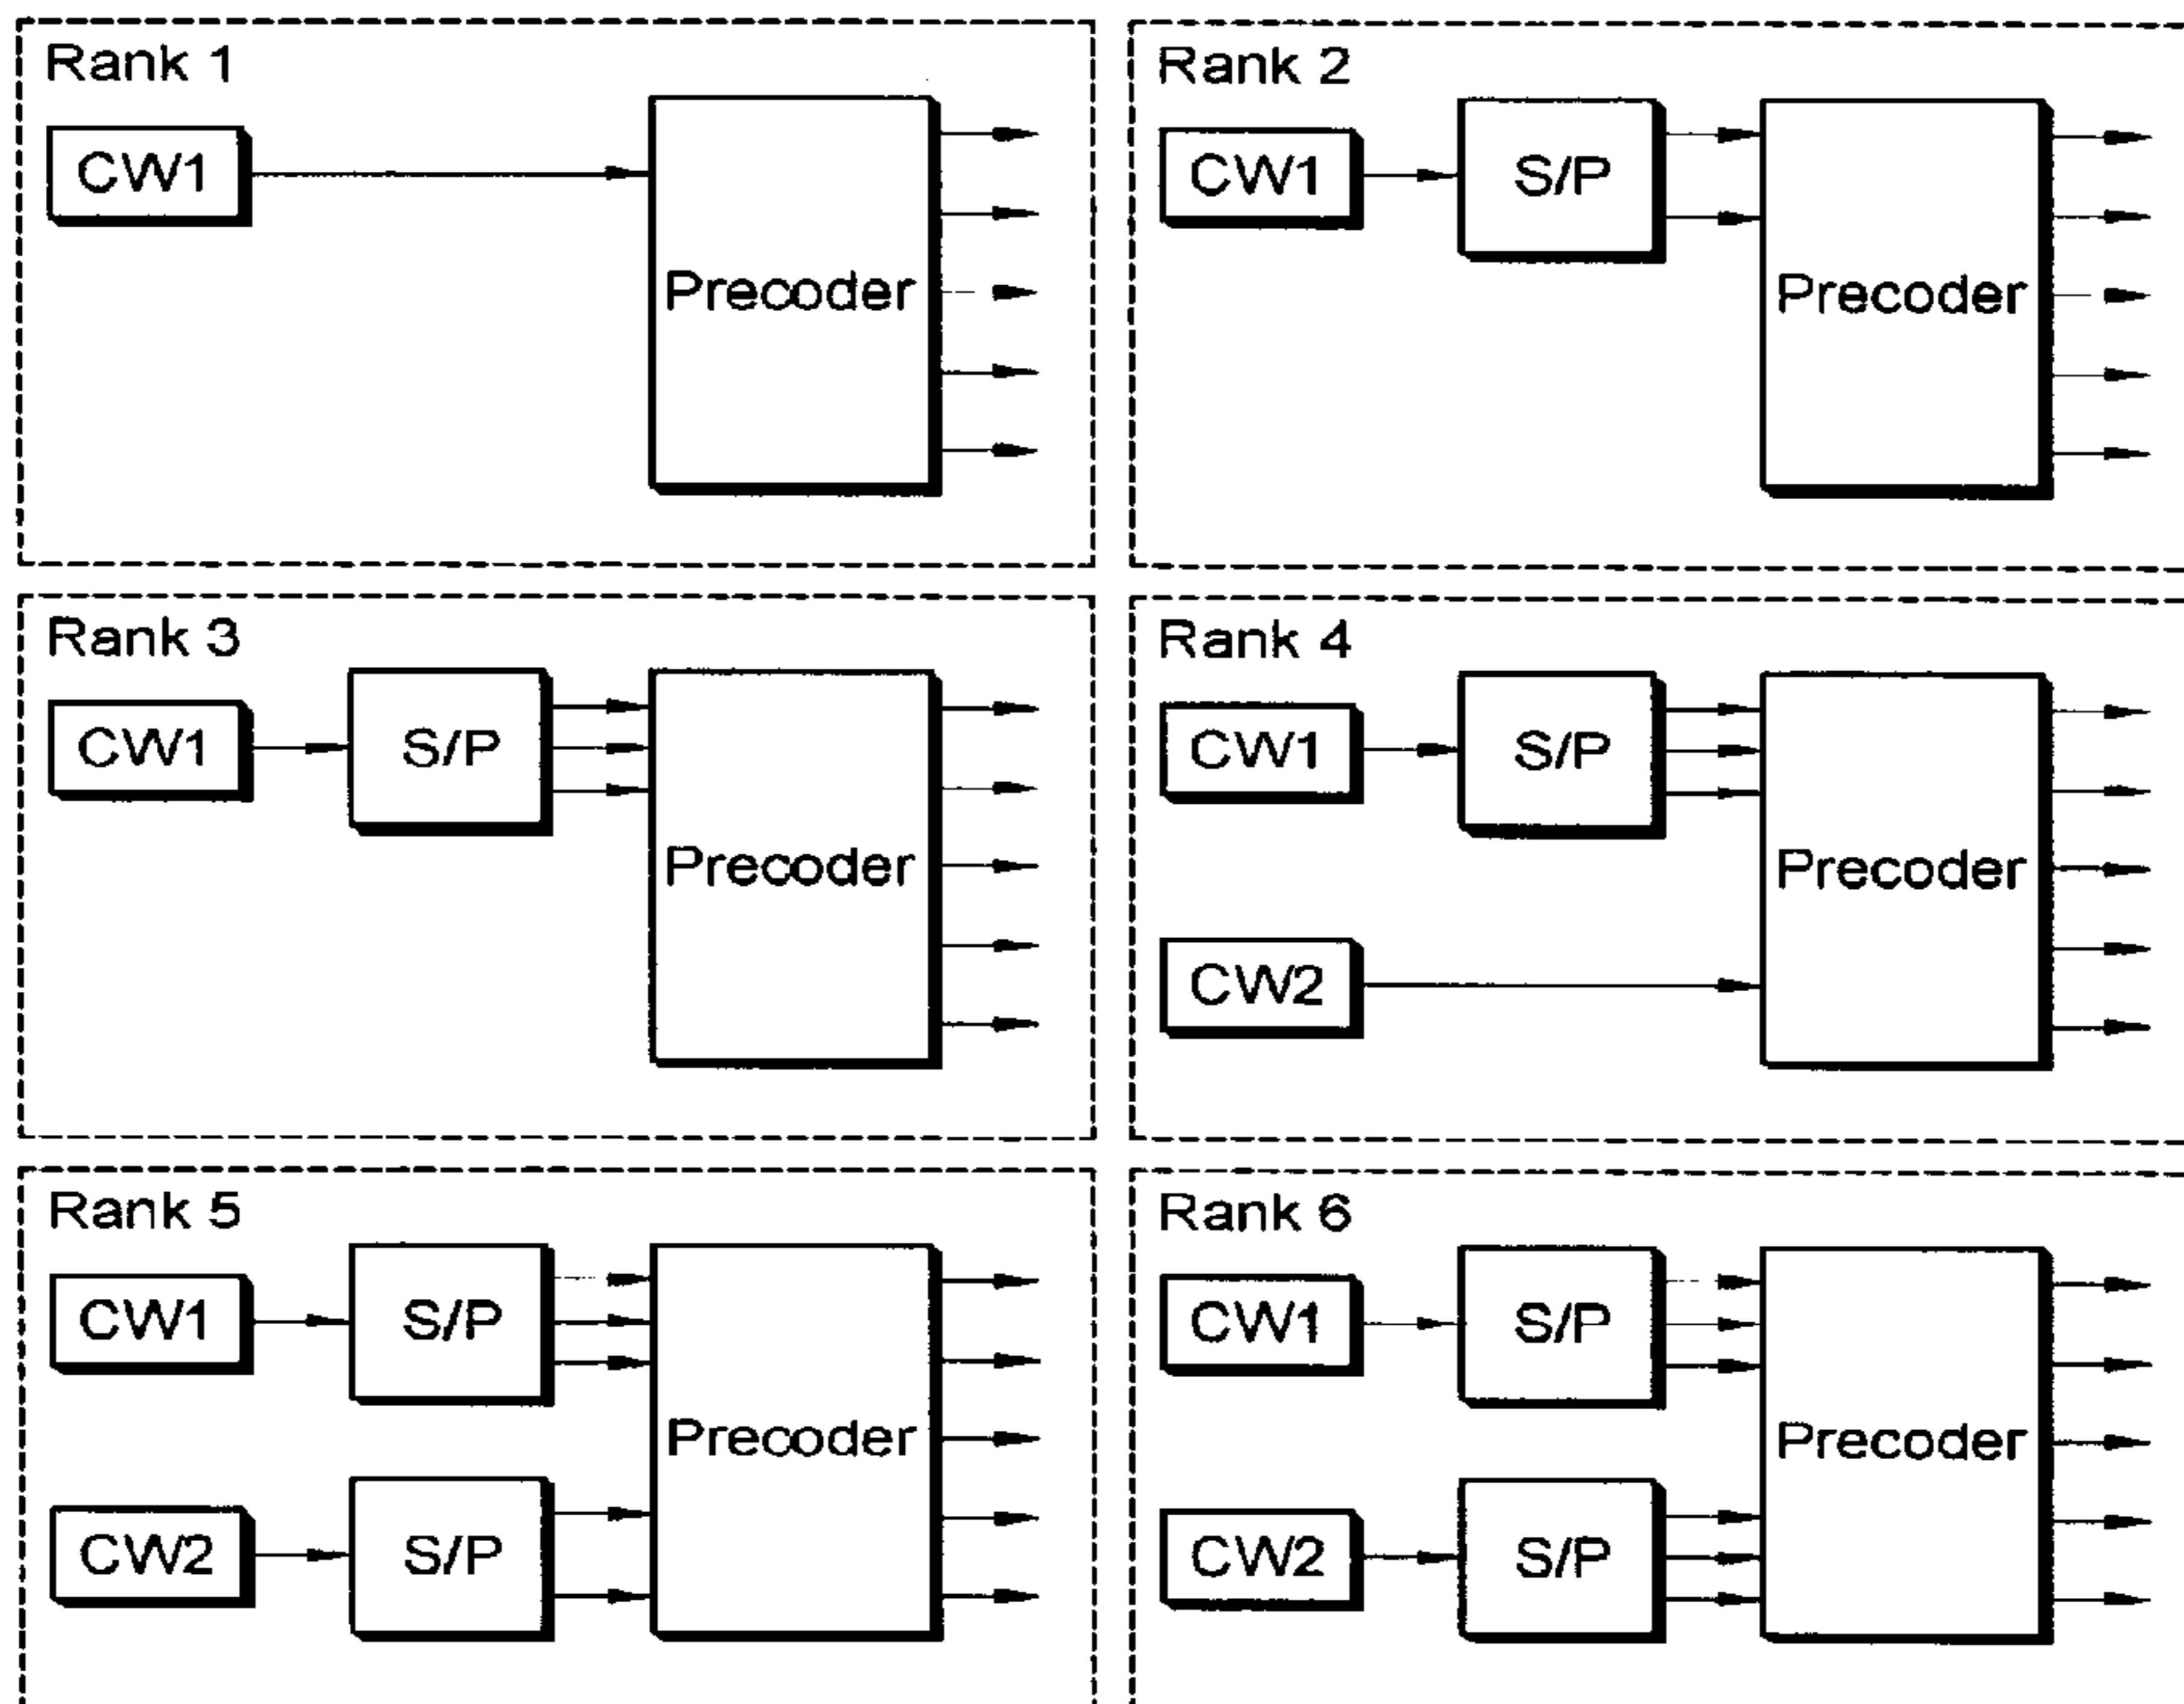 Rank 1
CW1
Precoder
Rank 2
CW1
S/P
Precoder
Rank 3
CW1
S/P
Precoder
Rank 4
CW1
S/P
Precoder
CW2
Rank 5
CW1
S/P
Precoder
CW2
S/P
Rank 6
CW1
S/P
Precoder
CW2
S/P